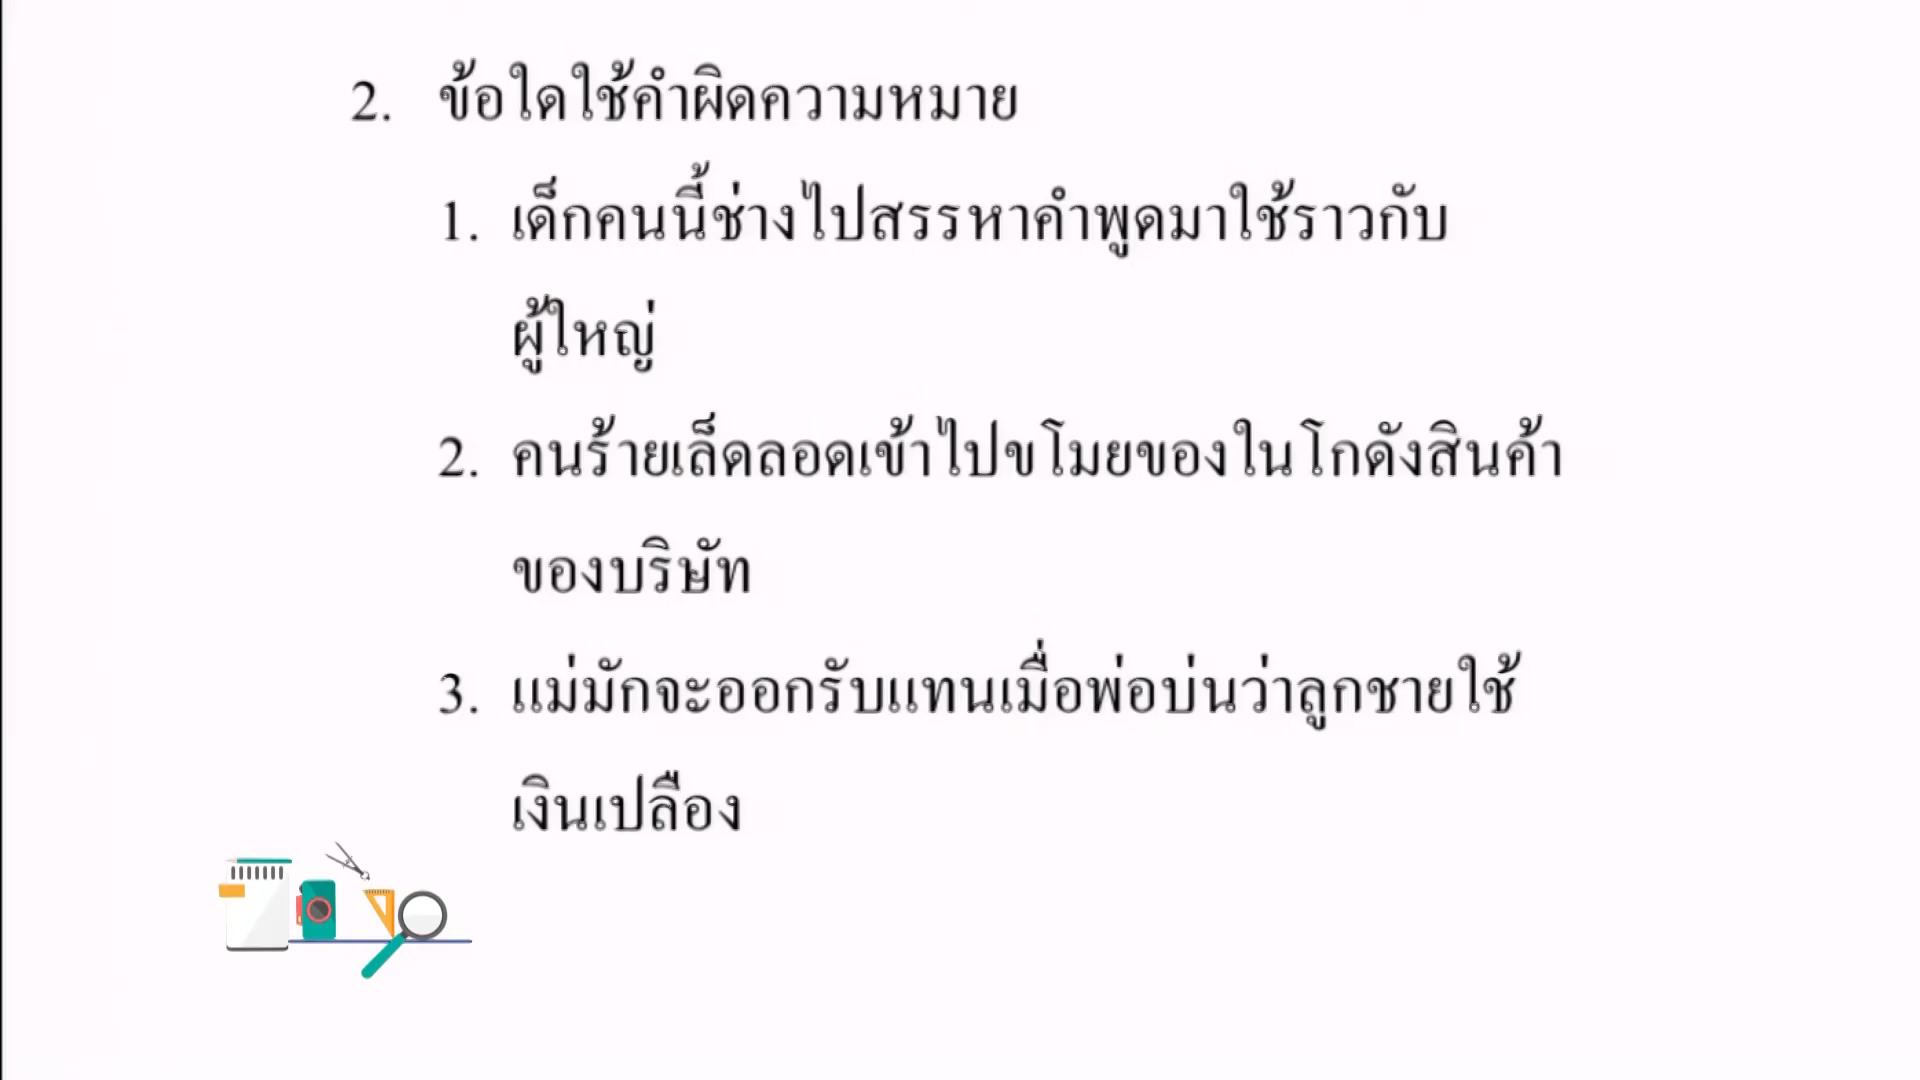 2. ข้อใดใช้คำผิดความหมาย
1. เด็กคนนี้ช่างไปสรรหาคำพูดมาใช้ราวกับ
ผู้ใหญ่
2. คนร้ายเล็ดลอดเข้าไปขโมยของในโกดังสินค้า
ของบริษัท
3. แม่มักจะออกรับแทนเมื่อพ่อบ่นว่าลูกชายใช้
เงินเปลือง